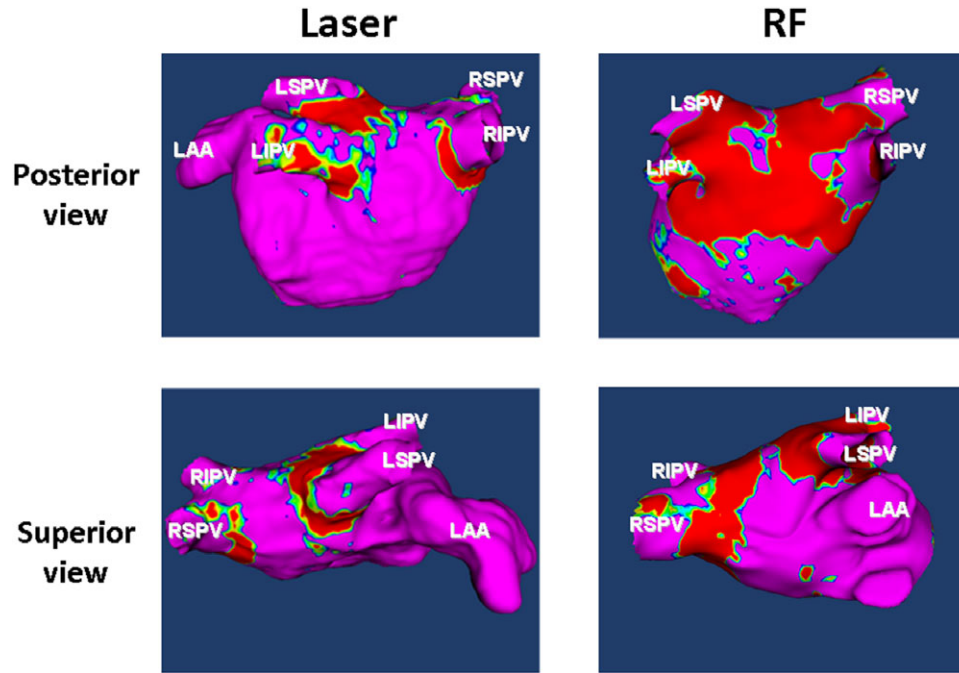 Laser
RF
Posterior
view
LSPV
RSPV
LAA
LIPV
RIPV
LSPV
RSPV
LIPV
RIPV
Superior
view
LIPV
LSPV
RIPV
RSPV
LAA
LIPV
LSPV
RIPV
RSPV
LAA